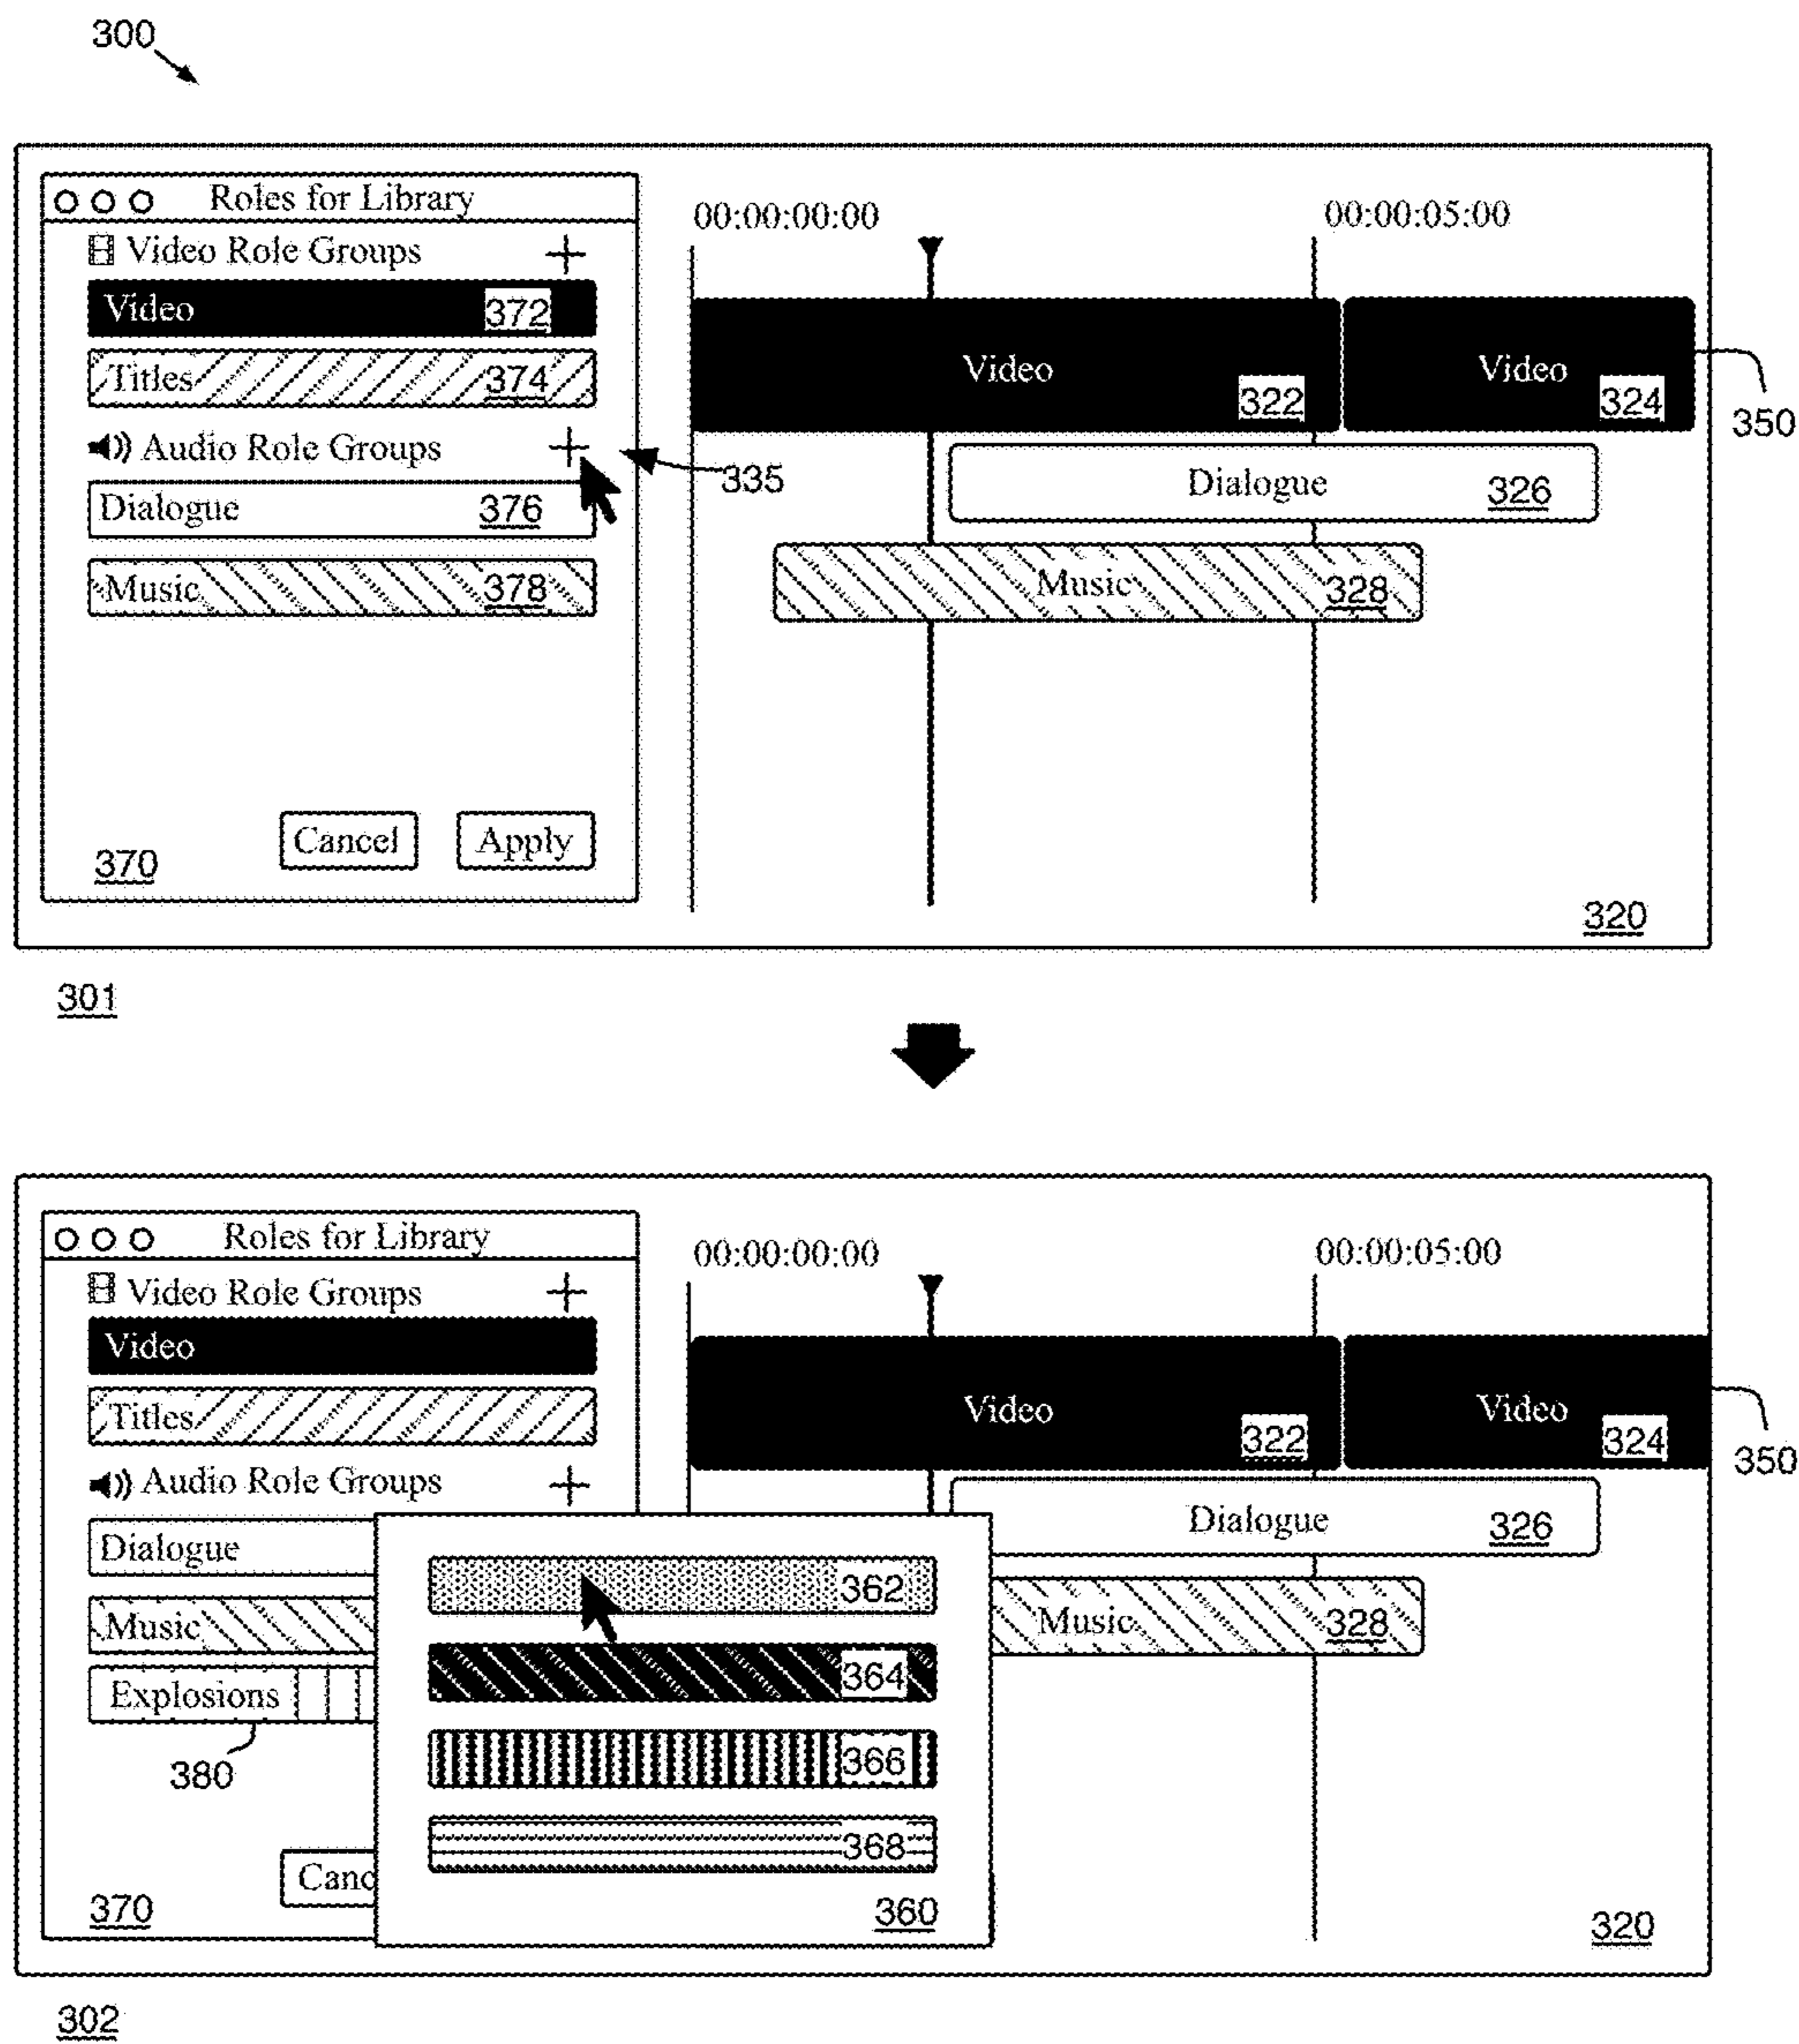 300
Roles for Library
00:00:00:00
00:00:05:00
Video Role Groups +
Video 372
Titles 374
Video 322
Video 324
350
Audio Role Groups +
335
Dialogue 376
Dialogue 326
Music 378
Music 328
Cancel
Apply
370
320
301
Roles for Library
00:00:00:00
00:00:05:00
Video Role Groups +
Video
Titles
Video 322
Video 324
350
Audio Role Groups +
Dialogue
Dialogue 326
Music
Music 328
Explosions
380
362
364
366
368
Canc
370
360
320
302